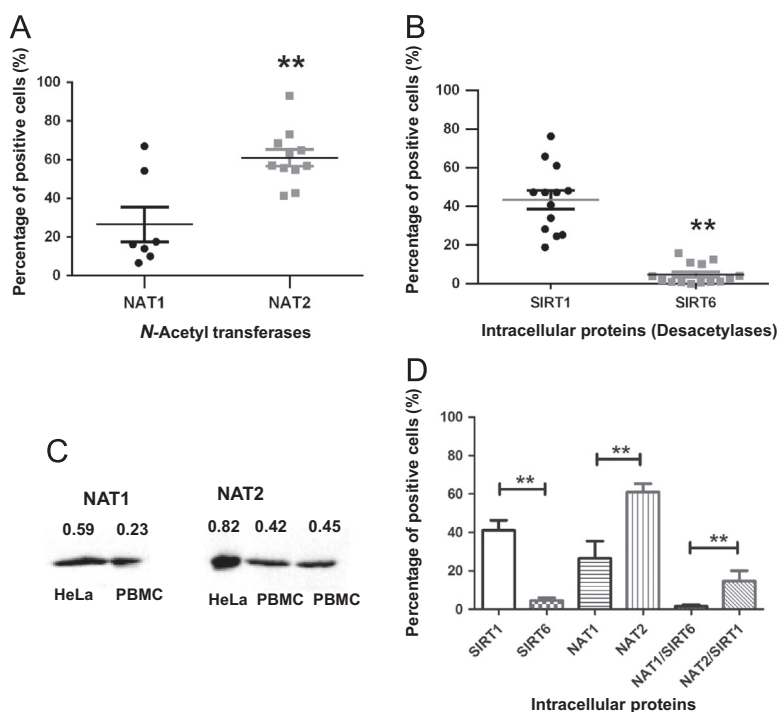 A
Percentage of positive cells (%)
100
80
60
40
20
0
**
NAT1 NAT2
N-Acetyl transferases
B
Percentage of positive cells (%)
100
80
60
40
20
0
**
SIRT1 SIRT6
Intracellular proteins (Desacetylases)
C
NAT1
0.59 0.23
HeLa PBMC
NAT2
0.82 0.42 0.45
HeLa PBMC PBMC
D
Percentage of positive cells (%)
100
80
60
40
20
0
**
**
**
SIRT1
SIRT6
NAT1
NAT2
NAT1/SIRT6
NAT2/SIRT1
Intracellular proteins